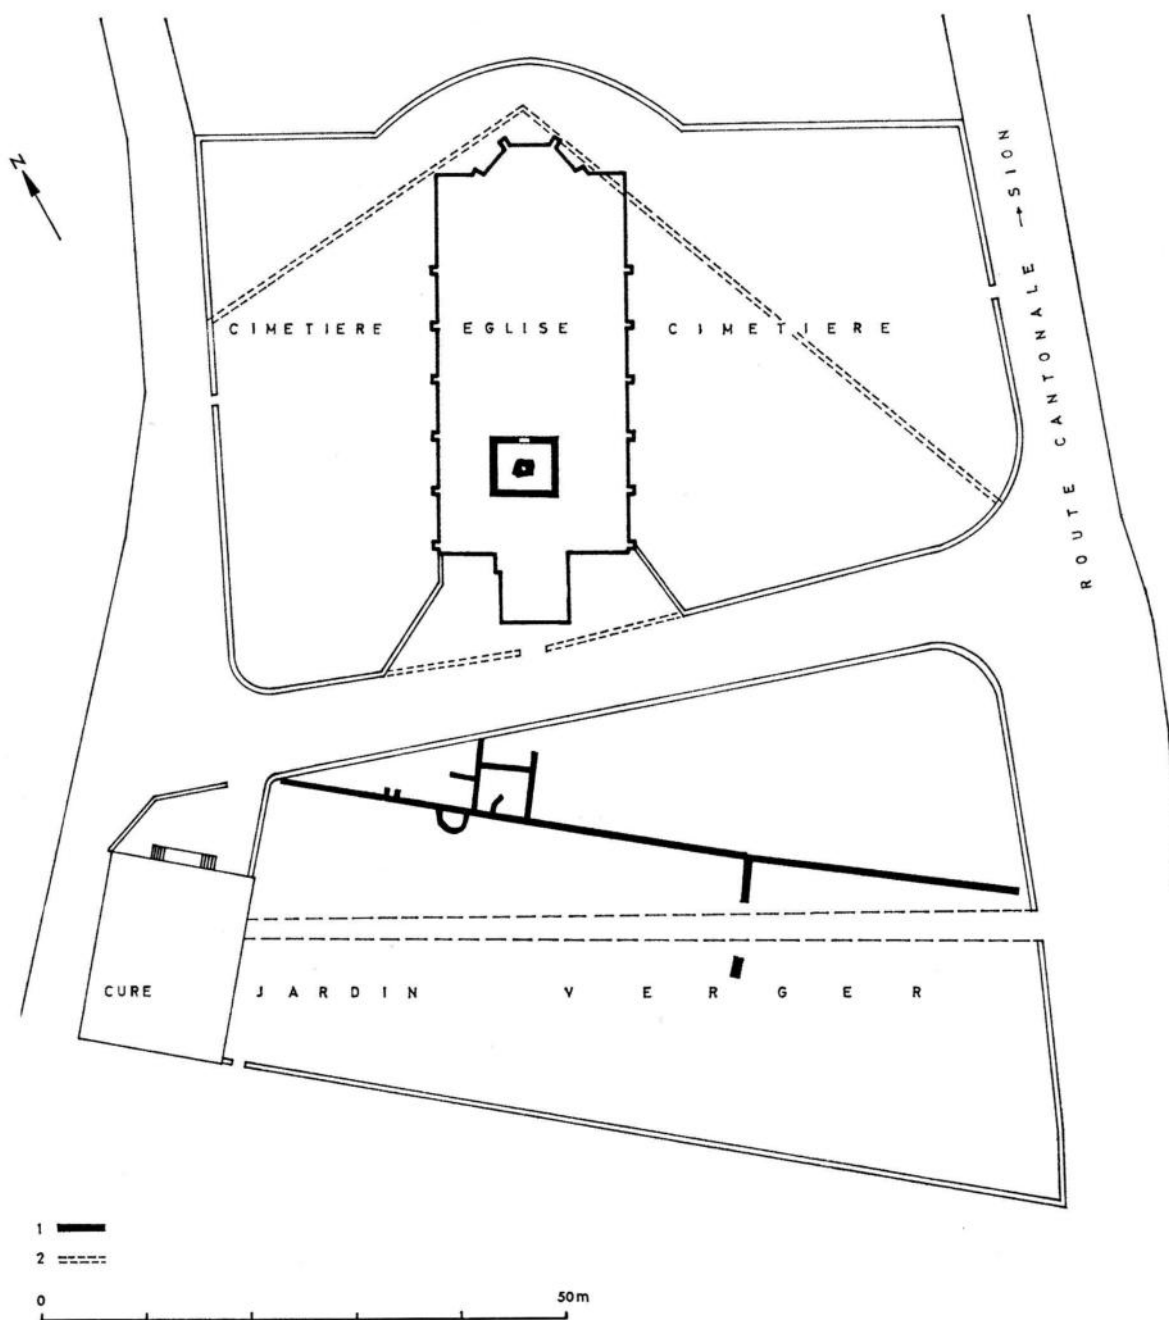 N
ROUTE CANTONALE → SION
CIMETIERE EGLISE CIMETIERE
CURE JARDIN VERGER
1
2
0 50m